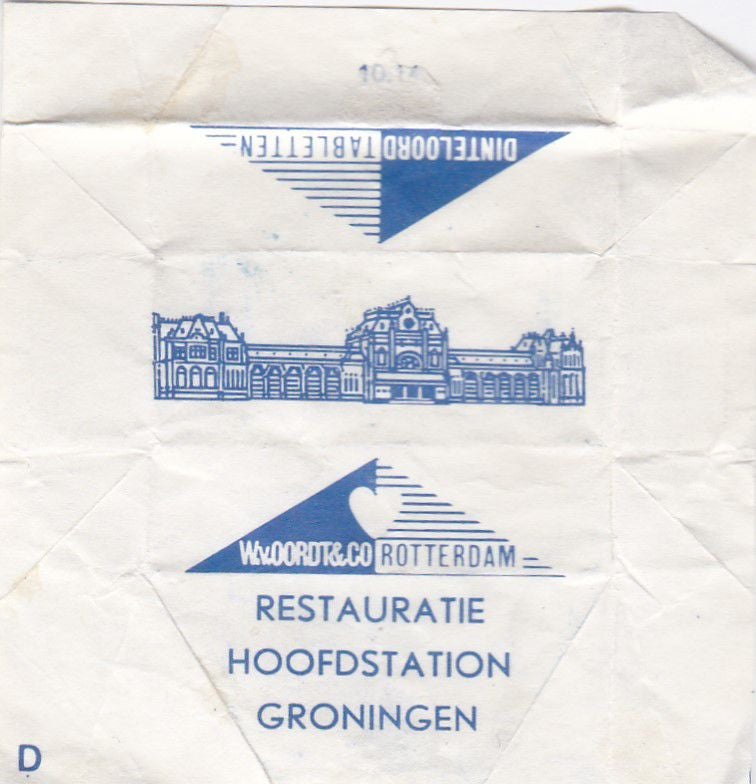 10.14
DINTELOORD TABLETTEN
W.v.OORDT&CO ROTTERDAM
RESTAURATIE
HOOFDSTATION
GRONINGEN
D